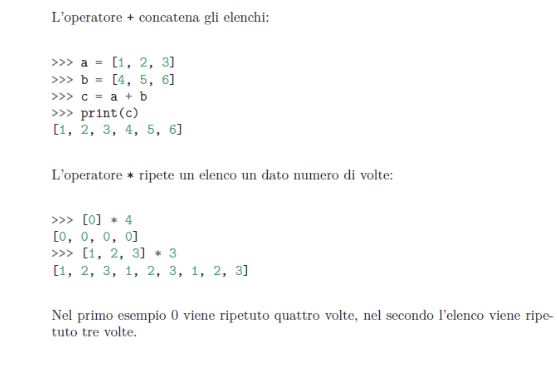 L'operatore + concatena gli elenchi:
>>> a = [1, 2, 3]
>>> b = [4, 5, 6]
>>> c = a + b
>>> print(c)
[1, 2, 3, 4, 5, 6]
L'operatore * ripete un elenco un dato numero di volte:
>>> [0] * 4
[0, 0, 0, 0]
>>> [1, 2, 3] * 3
[1, 2, 3, 1, 2, 3, 1, 2, 3]
Nel primo esempio 0 viene ripetuto quattro volte, nel secondo l'elenco viene ripe-
tuto tre volte.